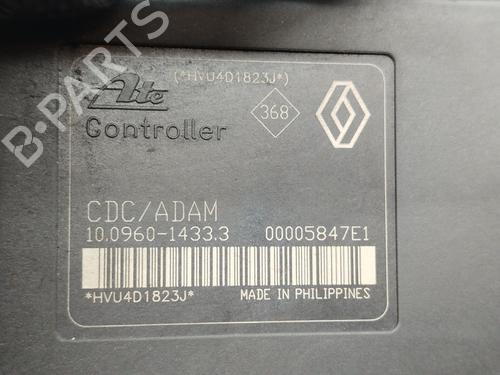 (*HVU4D1823J*)
Ate
368
Controller
CDC/ADAM
10.0960-1433.3 00005847E1
*HVU4D1823J* MADE IN PHILIPPINES
B-PARTS